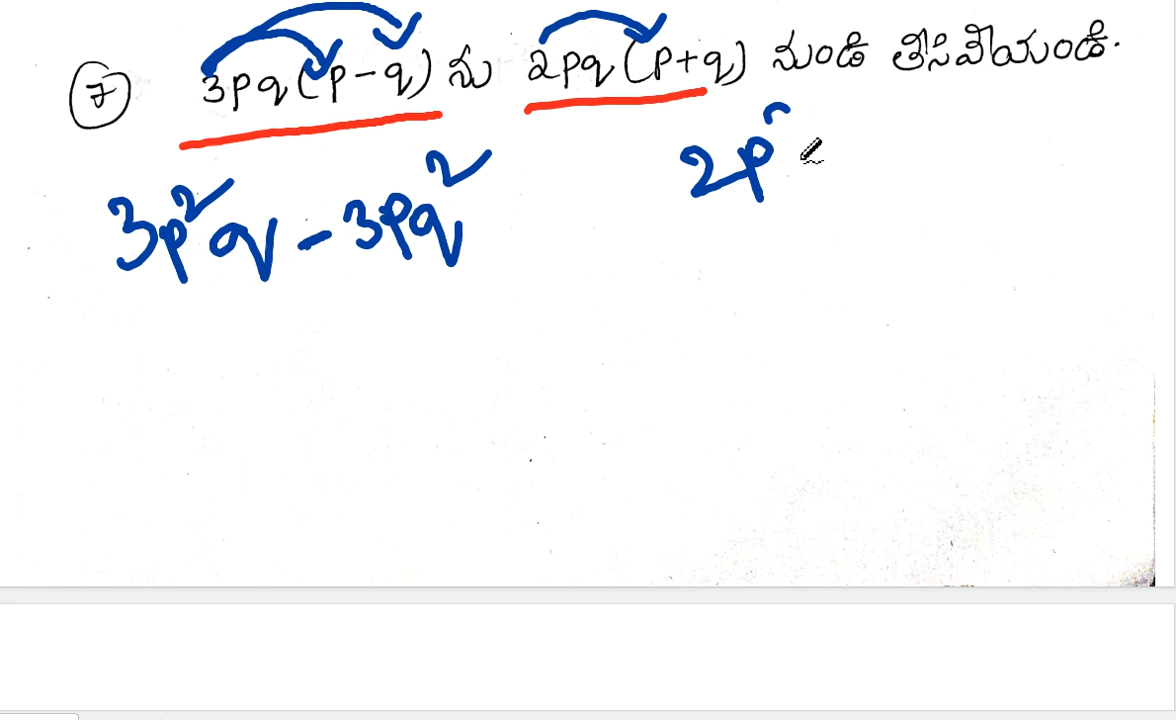 7 3pq(p-q) ను 2pq(p+q) నుండి తీసివేయండి.
3p²q - 3pq² 2p